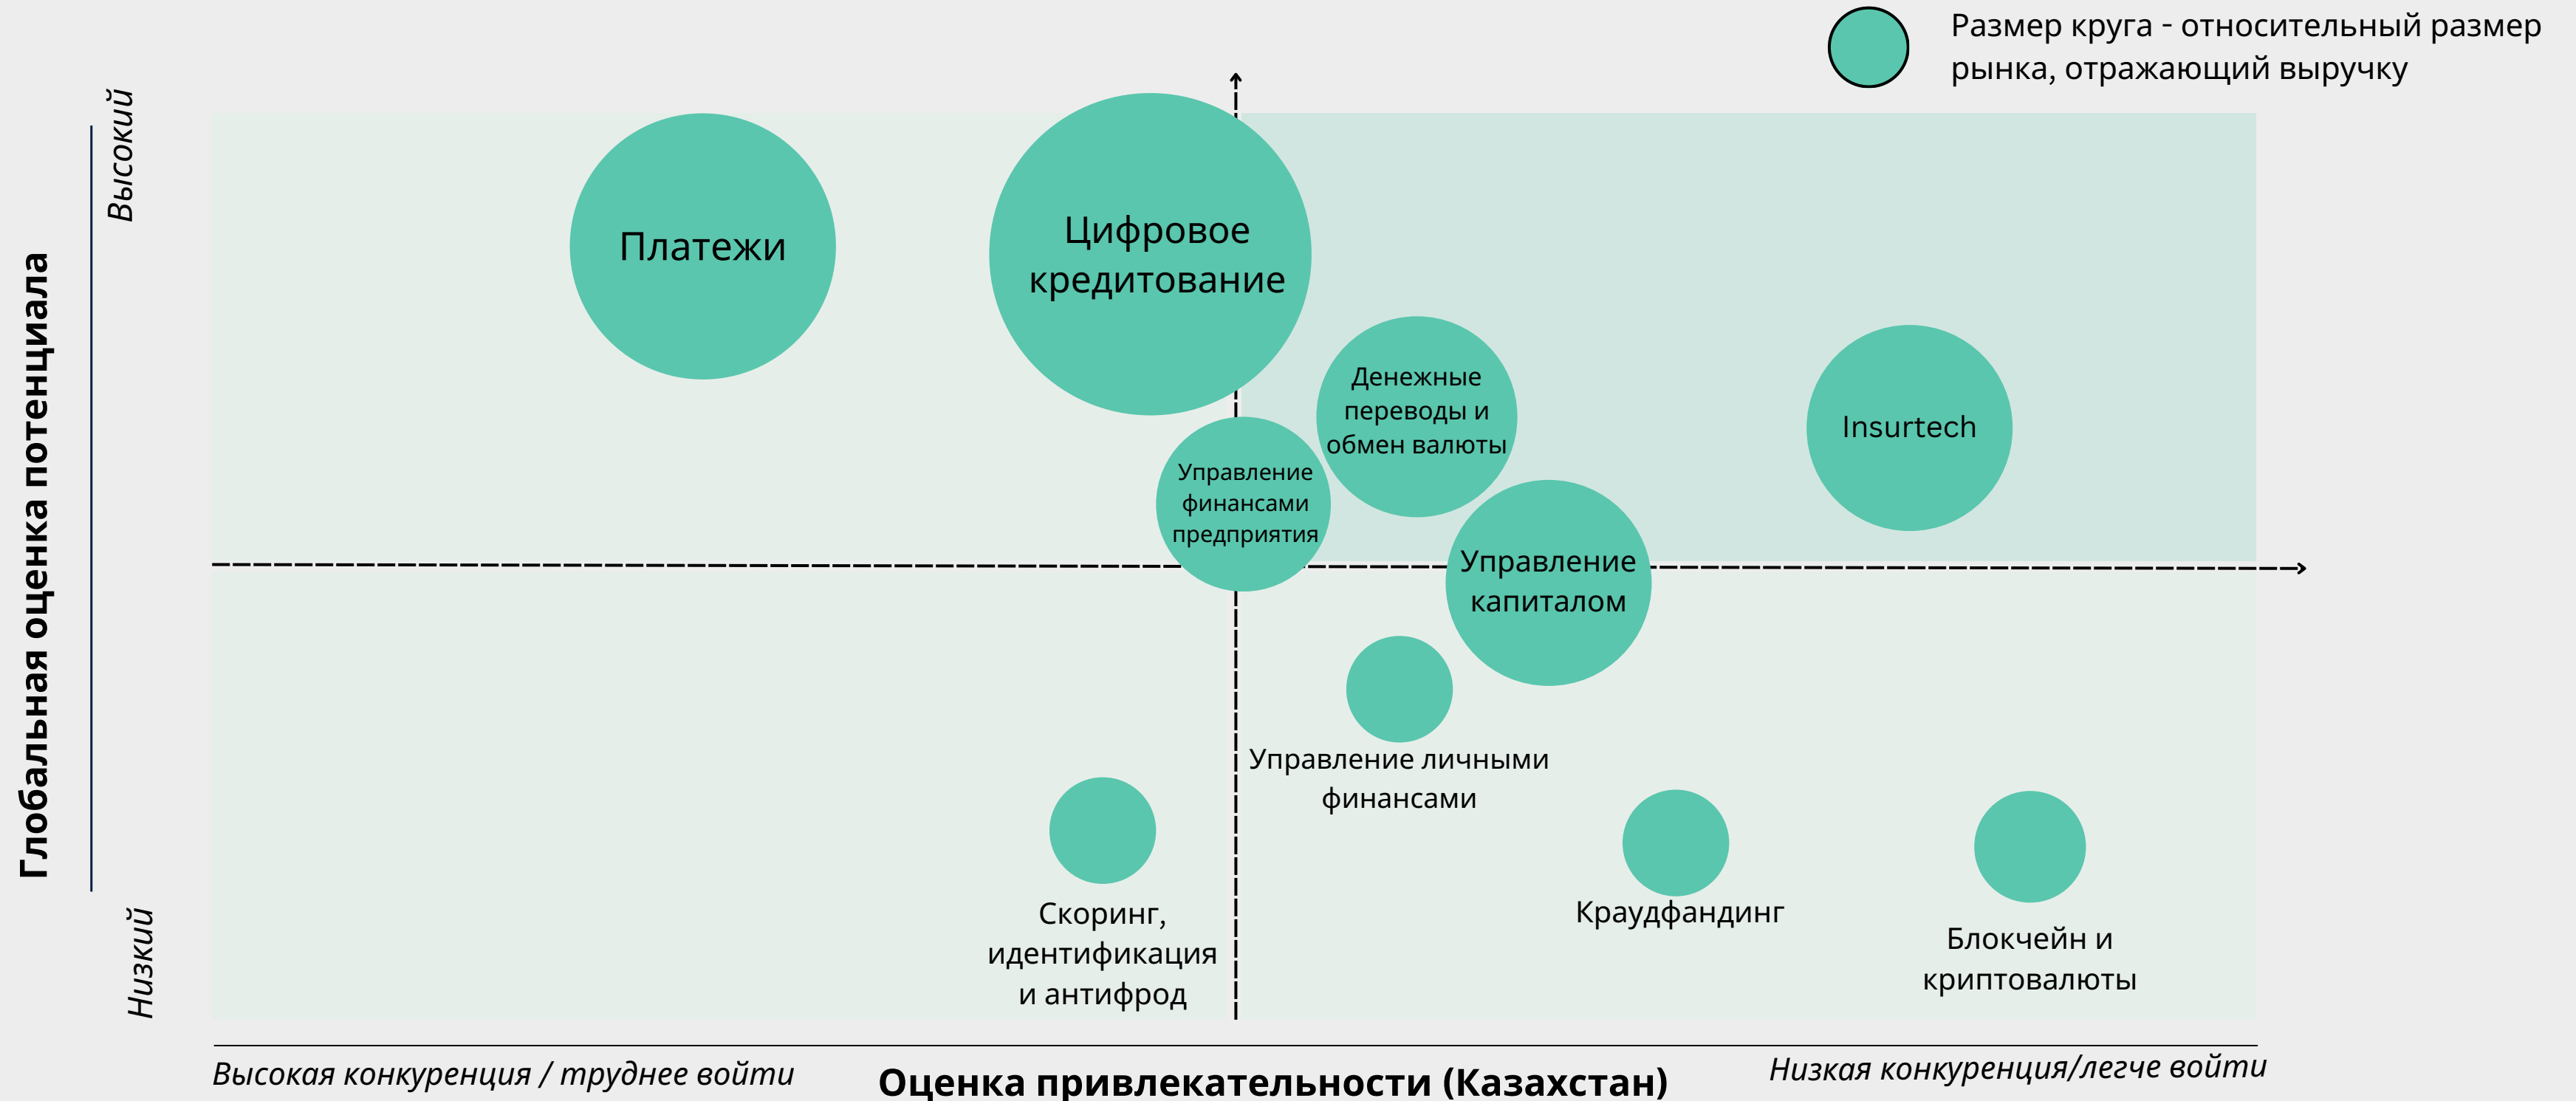 Размер круга - относительный размер
рынка, отражающий выручку
Глобальная оценка потенциала
Высокий
Низкий
Платежи
Цифровое
кредитование
Денежные
переводы и
обмен валюты
Insurtech
Управление
финансами
предприятия
Управление
капиталом
Управление личными
финансами
Скоринг,
идентификация
и антифрод
Краудфандинг
Блокчейн и
криптовалюты
Высокая конкуренция / труднее войти
Оценка привлекательности (Казахстан)
Низкая конкуренция/легче войти